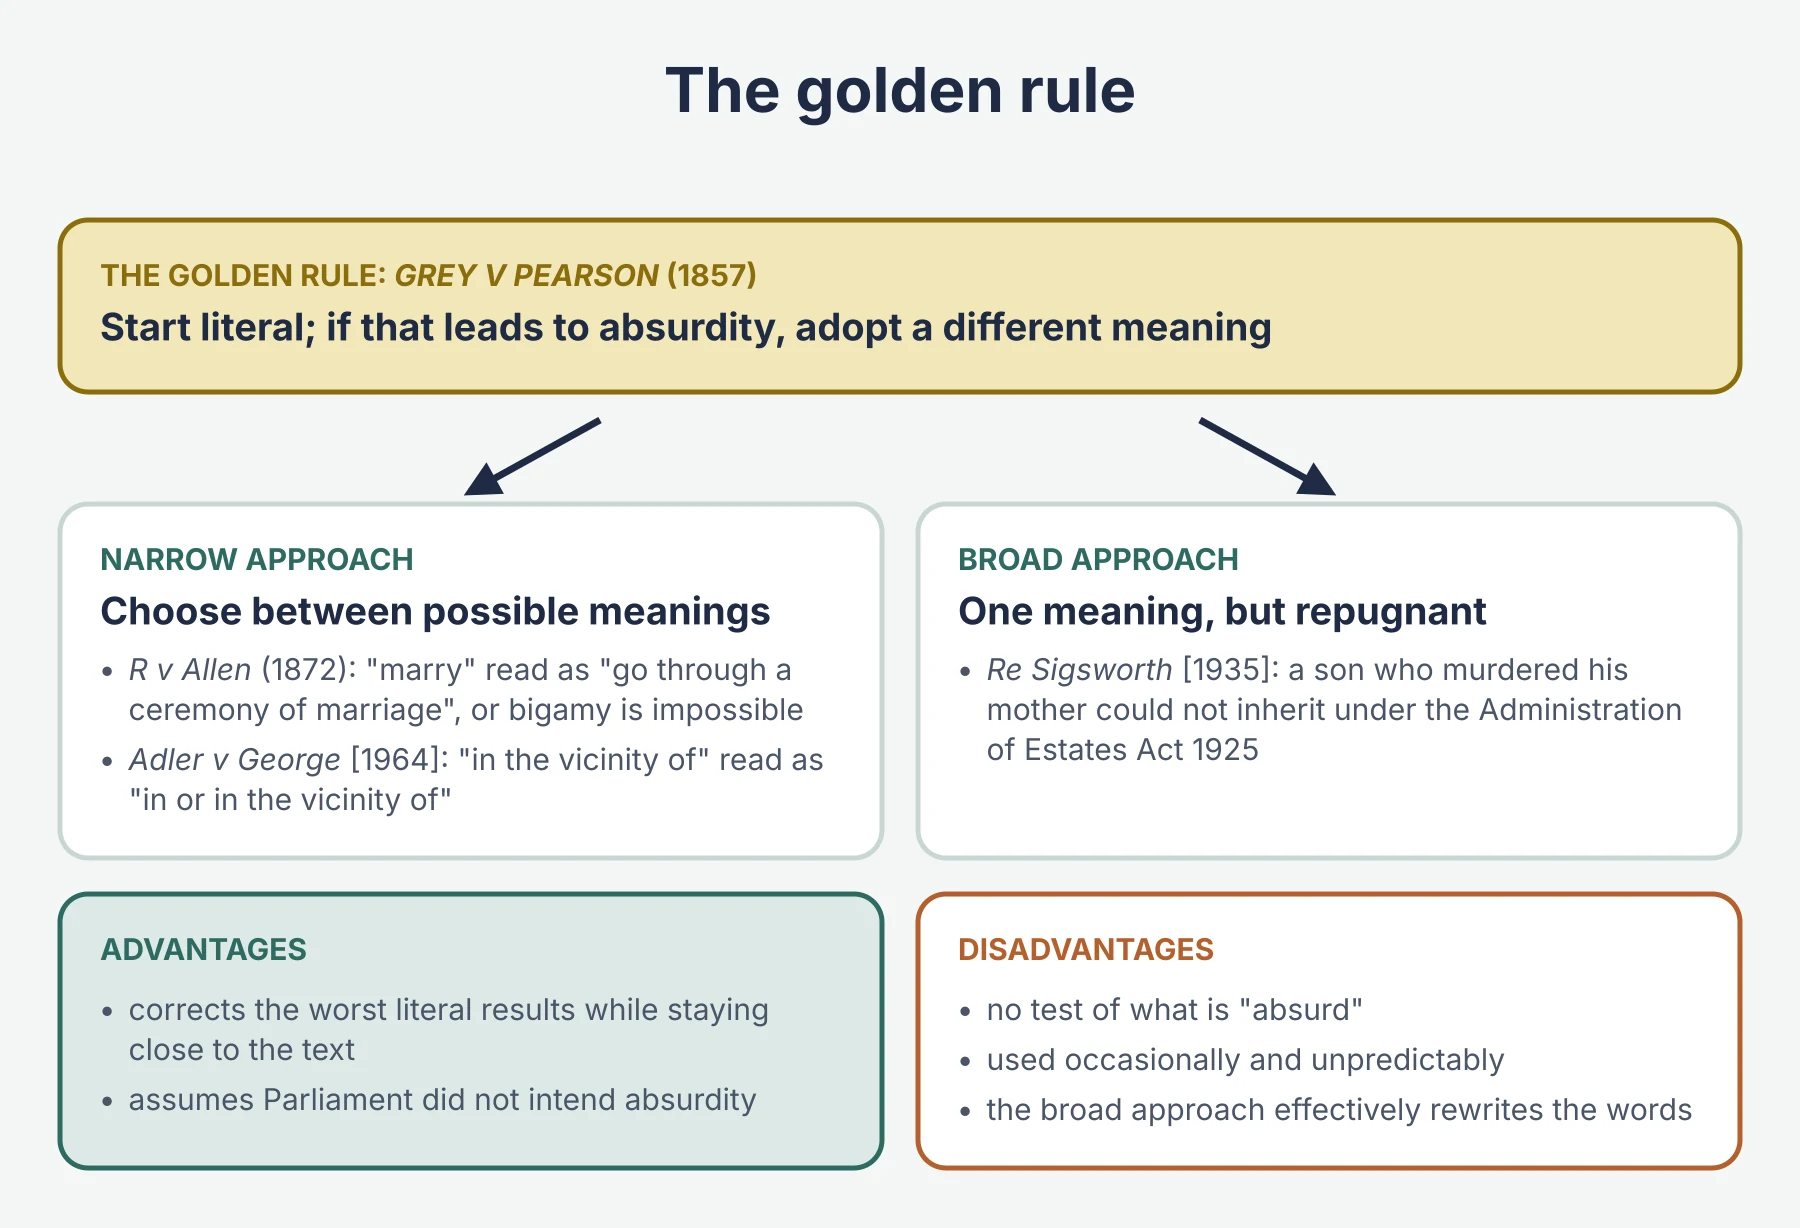 The golden rule
THE GOLDEN RULE: GREY V PEARSON (1857)
Start literal; if that leads to absurdity, adopt a different meaning
NARROW APPROACH
Choose between possible meanings
• R v Allen (1872): "marry" read as "go through a
ceremony of marriage", or bigamy is impossible
• Adler v George [1964]: "in the vicinity of" read as
"in or in the vicinity of"
BROAD APPROACH
One meaning, but repugnant
• Re Sigsworth [1935]: a son who murdered his
mother could not inherit under the Administration
of Estates Act 1925
ADVANTAGES
• corrects the worst literal results while staying
close to the text
• assumes Parliament did not intend absurdity
DISADVANTAGES
• no test of what is "absurd"
• used occasionally and unpredictably
• the broad approach effectively rewrites the words